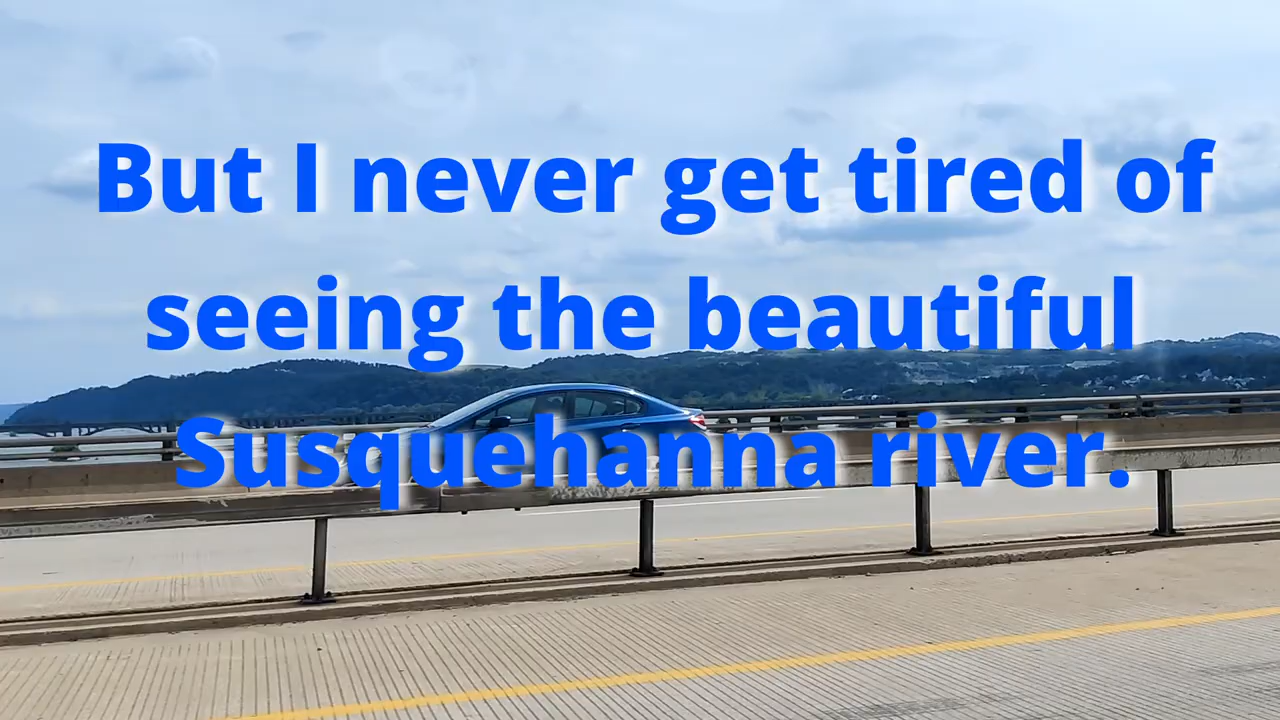 But I never get tired of
seeing the beautiful
Susquehanna river.